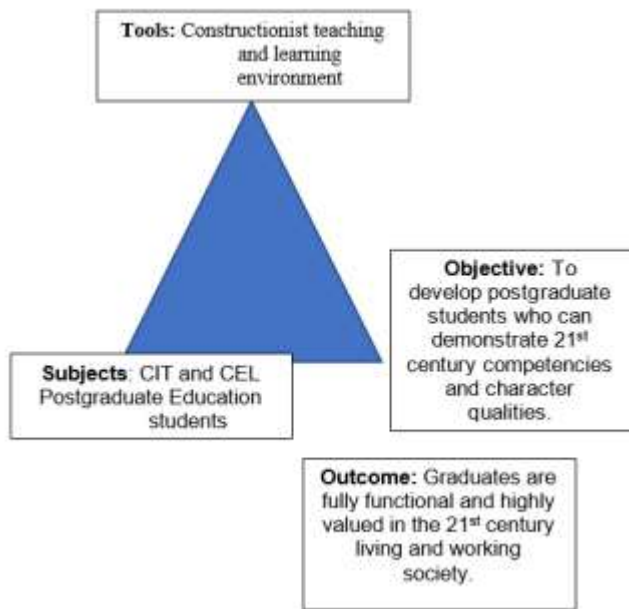 Tools: Constructionist teaching
and learning
environment
Objective: To
develop postgraduate
students who can
demonstrate 21st
century competencies
and character
qualities.
Subjects: CIT and CEL
Postgraduate Education
students
Outcome: Graduates are
fully functional and highly
valued in the 21st century
living and working
society.